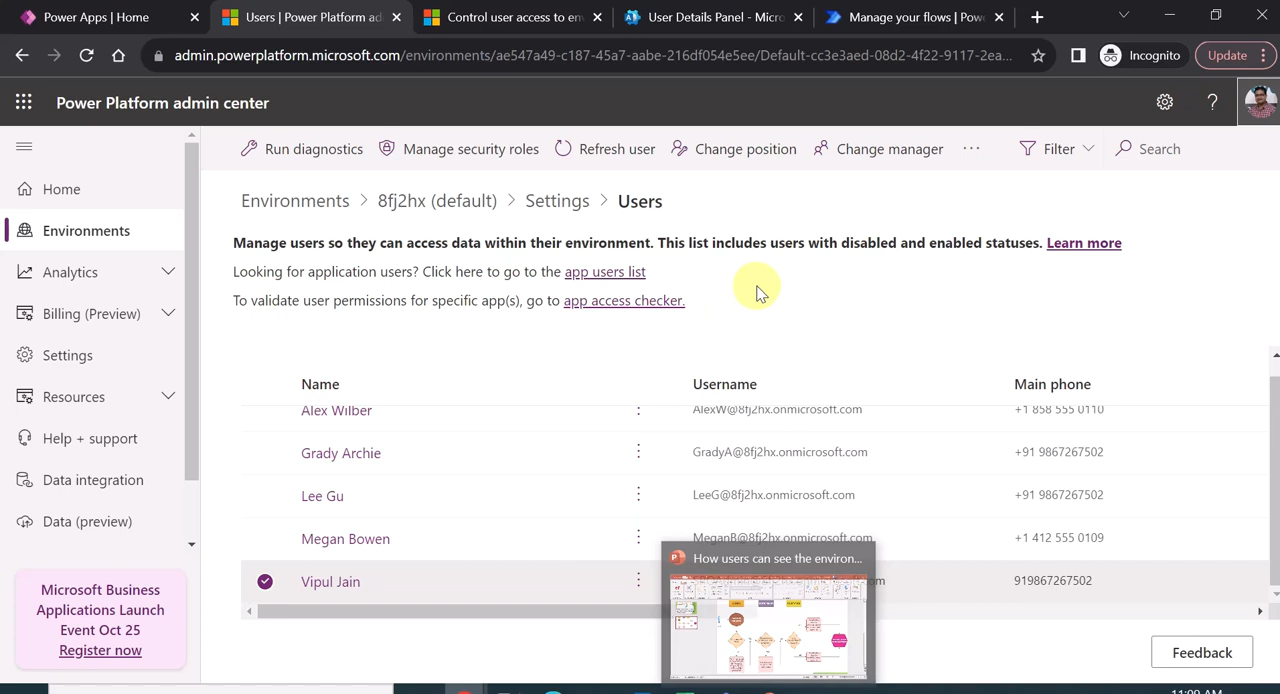 Power Apps | Home
Users | Power Platform ad
Control user access to en
User Details Panel - Micro
Manage your flows | Pow
admin.powerplatform.microsoft.com/environments/ae547a49-c187-45a7-aabe-216df054e5ee/Default-cc3e3aed-08d2-4f22-9117-2ea...
Incognito
Update
Power Platform admin center
?
Run diagnostics
Manage security roles
Refresh user
Change position
Change manager
...
Filter
Search
Home
Environments
Analytics
Billing (Preview)
Settings
Resources
Help + support
Data integration
Data (preview)
Microsoft Business
Applications Launch
Event Oct 25
Register now
Environments > 8fj2hx (default) > Settings > Users
Manage users so they can access data within their environment. This list includes users with disabled and enabled statuses. Learn more
Looking for application users? Click here to go to the app users list
To validate user permissions for specific app(s), go to app access checker.
Name Username Main phone
Alex Wilber AlexW@8fj2hx.onmicrosoft.com +1 858 555 0110
Grady Archie GradyA@8fj2hx.onmicrosoft.com +91 9867267502
Lee Gu LeeG@8fj2hx.onmicrosoft.com +91 9867267502
Megan Bowen MeganB@8fj2hx.onmicrosoft.com +1 412 555 0109
Vipul Jain om 919867267502
How users can see the environ...
Feedback
11:09 AM